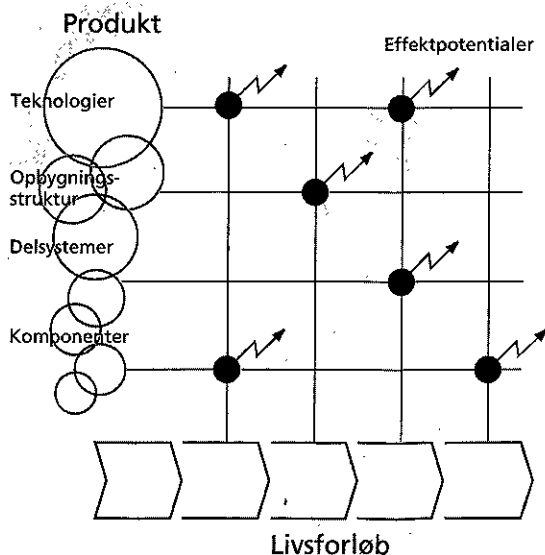 Produkt
Effektpotentialer
Teknologier
Opbygnings-
struktur
Delsystemer
Komponenter
Livsforløb